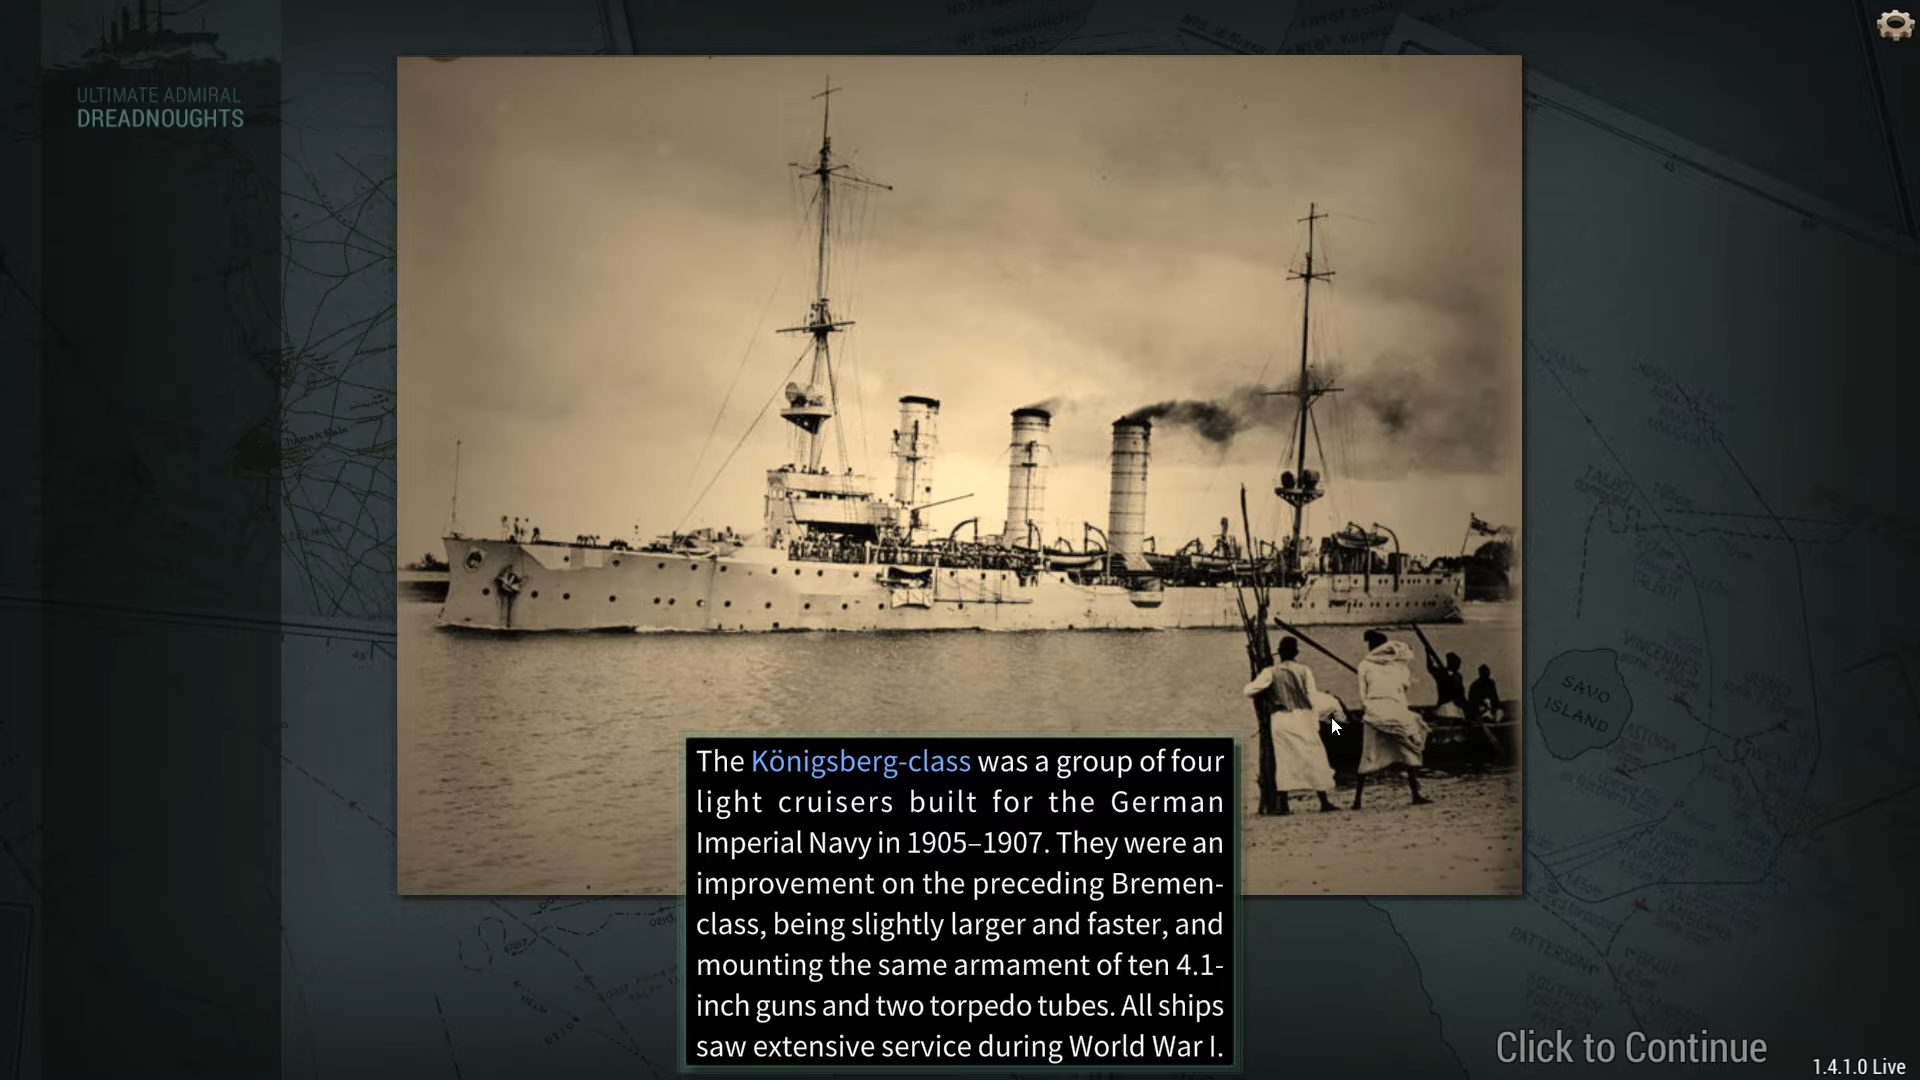 ULTIMATE ADMIRAL
DREADNOUGHTS
SAVO
ISLAND
The Königsberg-class was a group of four
light cruisers built for the German
Imperial Navy in 1905–1907. They were an
improvement on the preceding Bremen-
class, being slightly larger and faster, and
mounting the same armament of ten 4.1-
inch guns and two torpedo tubes. All ships
saw extensive service during World War I.
Click to Continue
1.4.1.0 Live